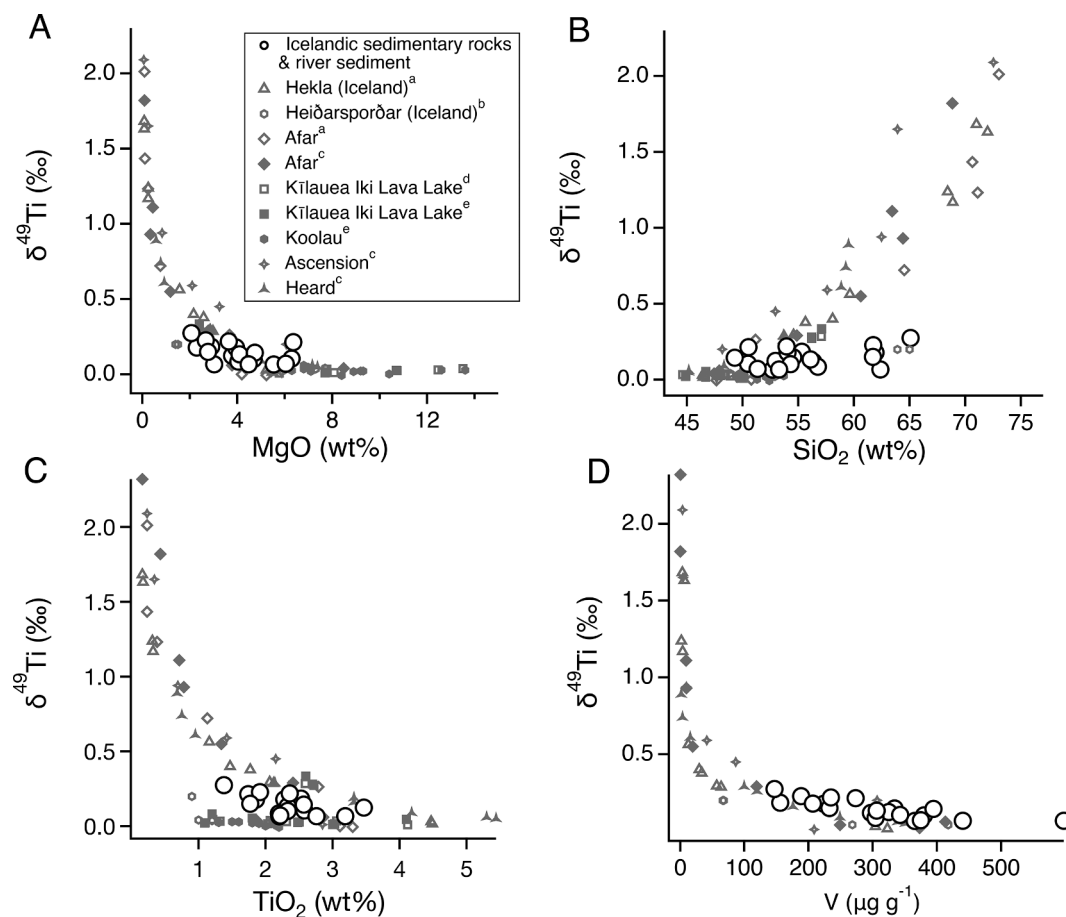 A
2.0
1.5
1.0
0.5
0.0
δ⁴⁹Ti (‰)
0
4
8
12
MgO (wt%)
Icelandic sedimentary rocks
& river sediment
Hekla (Iceland)ᵃ
Heiðarsporðar (Iceland)ᵇ
Afarᵃ
Afarᶜ
Kīlauea Iki Lava Lakeᵈ
Kīlauea Iki Lava Lakeᵉ
Koolauᵉ
Ascensionᶜ
Heardᶜ
B
2.0
1.5
1.0
0.5
0.0
δ⁴⁹Ti (‰)
45
50
55
60
65
70
75
SiO₂ (wt%)
C
2.0
1.5
1.0
0.5
0.0
δ⁴⁹Ti (‰)
1
2
3
4
5
TiO₂ (wt%)
D
2.0
1.5
1.0
0.5
δ⁴⁹Ti (‰)
0
100
200
300
400
500
V (µg g⁻¹)